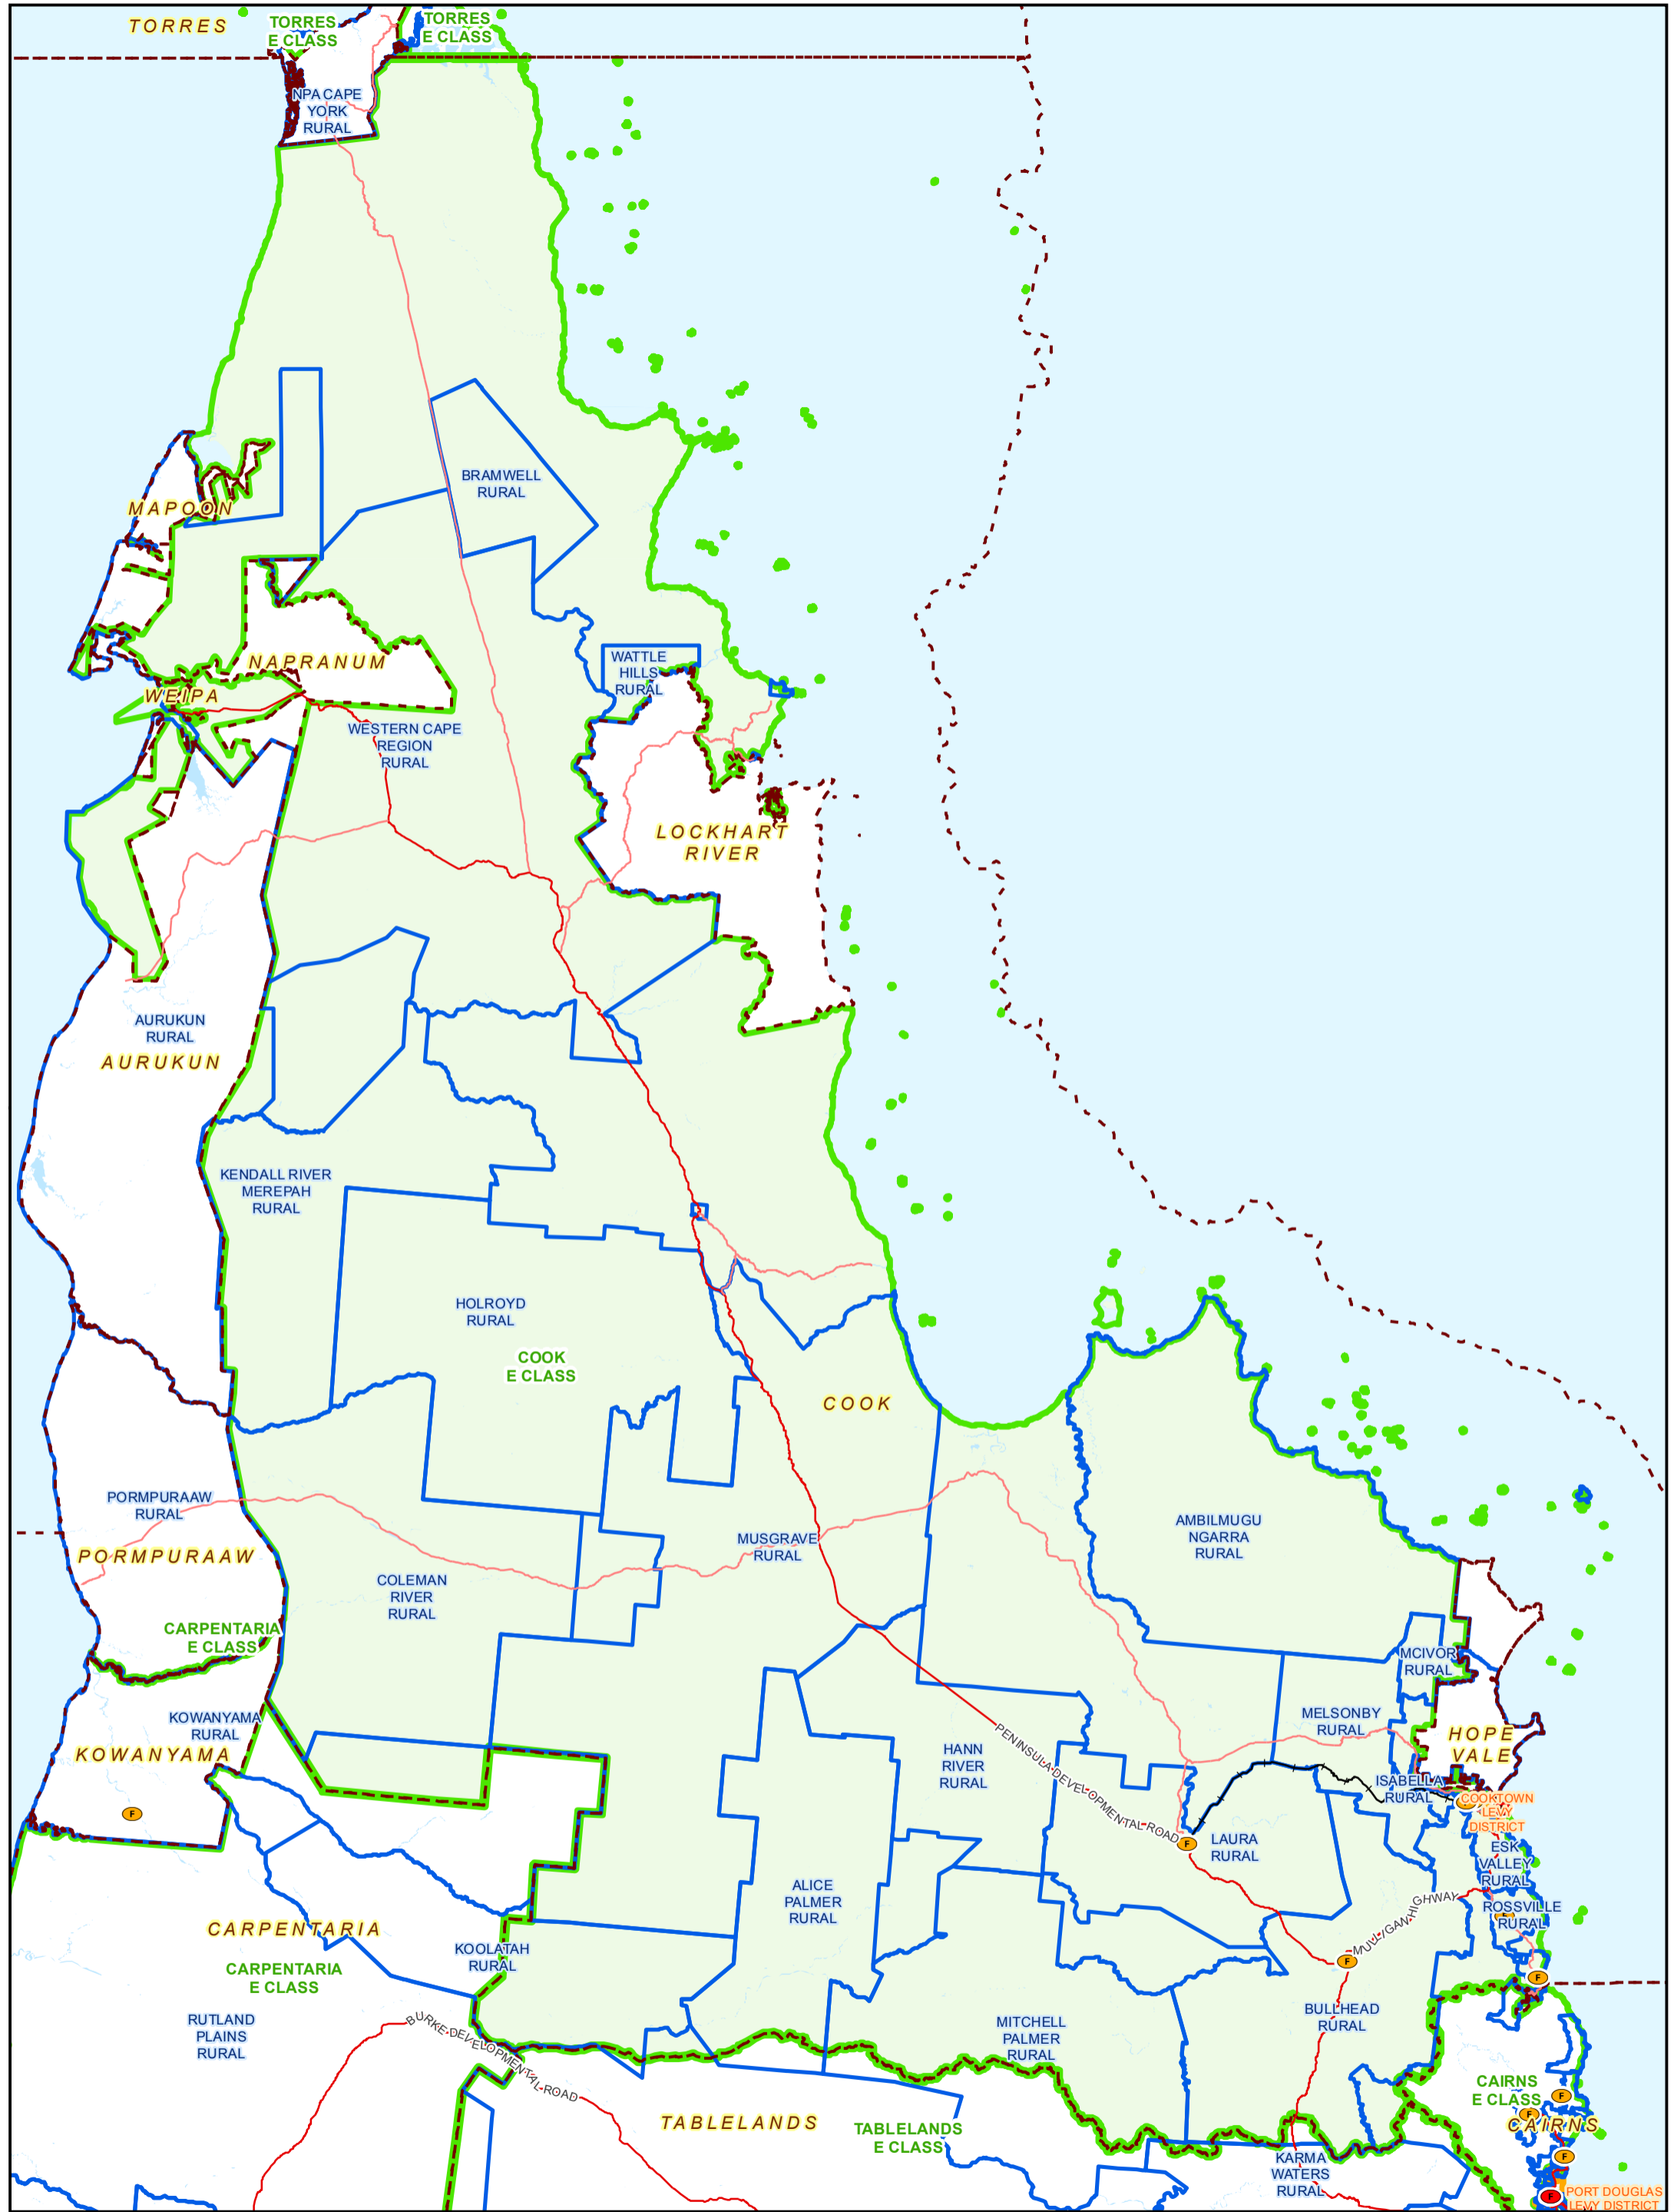 TORRES
TORRES
E CLASS
TORRES
E CLASS
NPA CAPE
YORK
RURAL
BRAMWELL
RURAL
MAPOON
NAPRANUM
WATTLE
HILLS
RURAL
WEIPA
WESTERN CAPE
REGION
RURAL
LOCKHART
RIVER
AURUKUN
RURAL
AURUKUN
KENDALL RIVER
MEREPAH
RURAL
HOLROYD
RURAL
COOK
E CLASS
COOK
PORMPURAAW
RURAL
PORMPURAAW
MUSGRAVE
RURAL
AMBILMUGU
NGARRA
RURAL
COLEMAN
RIVER
RURAL
CARPENTARIA
E CLASS
MCIVOR
RURAL
KOWANYAMA
RURAL
KOWANYAMA
MELSONBY
RURAL
HOPE
VALE
HANN
RIVER
RURAL
PENINSULA DEVELOPMENTAL ROAD
ISABELLA
RURAL
COOKTOWN
LEVY
DISTRICT
F
F
LAURA
RURAL
ESK
VALLEY
RURAL
ALICE
PALMER
RURAL
MULLIGAN HIGHWAY
ROSSVILLE
RURAL
CARPENTARIA
KOOLATAH
RURAL
F
F
CARPENTARIA
E CLASS
RUTLAND
PLAINS
RURAL
BURKE DEVELOPMENTAL ROAD
MITCHELL
PALMER
RURAL
BULLHEAD
RURAL
CAIRNS
E CLASS
F
F
CAIRNS
TABLELANDS
TABLELANDS
E CLASS
KARMA
WATERS
RURAL
F
F
PORT DOUGLAS
LEVY DISTRICT